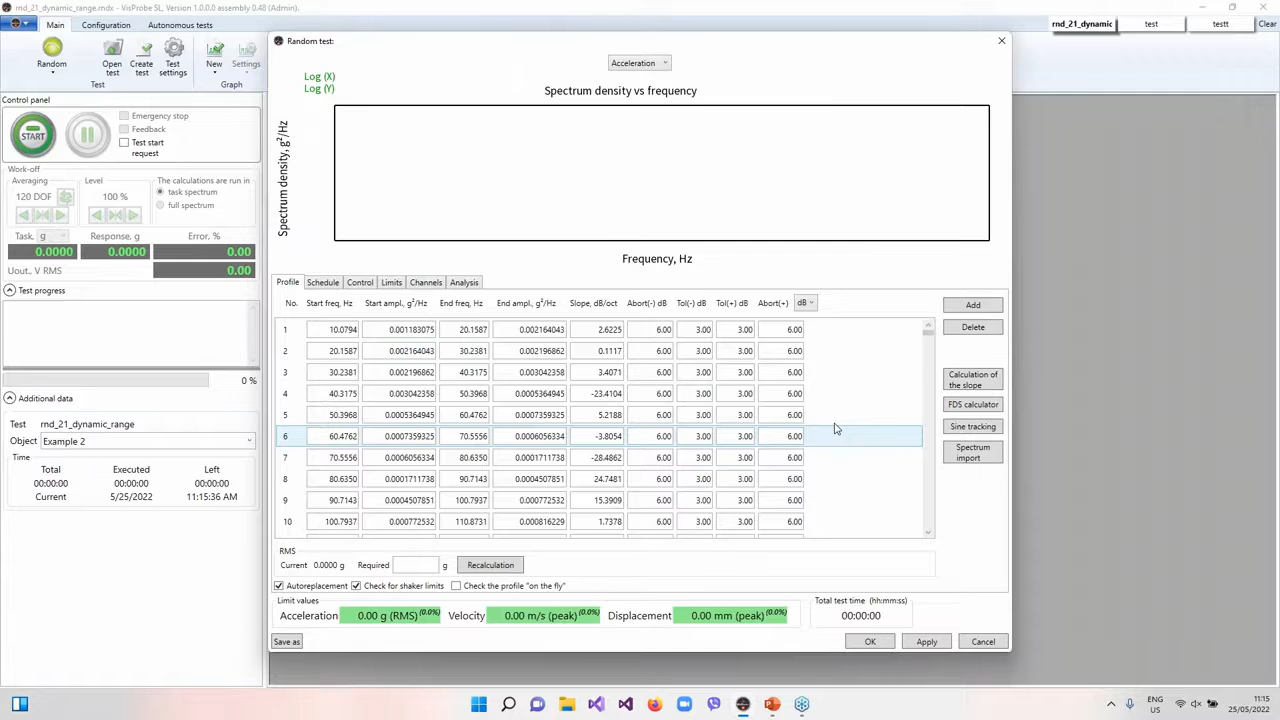 rnd_21_dynamic_range.rndx - VisProbe SL, Version 1.0.0.0 assembly 0.48 (Admin).
Main Configuration Autonomous tests
rnd_21_dynamic test testt Clear
Random Open test Create test Test settings New Settings
Test Graph
Control panel
START
Emergency stop
Feedback
Test start request
Work-off
Averaging Level The calculations are run in
120 DOF 100 % task spectrum
full spectrum
Task, g Response, g Error, %
0.0000 0.0000 0.00
Uout., V RMS 0.00
Test progress
0 %
Additional data
Test rnd_21_dynamic_range
Object Example 2
Time
Total Executed Left
00:00:00 00:00:00 00:00:00
Current 5/25/2022 11:15:36 AM
Random test:
Acceleration
Log (X)
Log (Y)
Spectrum density vs frequency
Spectrum density, g²/Hz
Frequency, Hz
Profile Schedule Control Limits Channels Analysis
No. Start freq, Hz Start ampl., g²/Hz End freq, Hz End ampl., g²/Hz Slope, dB/oct Abort(-) dB Tol(-) dB Tol(+) dB Abort(+) dB
1 10.0794 0.001183075 20.1587 0.002164043 2.6225 6.00 3.00 3.00 6.00
2 20.1587 0.002164043 30.2381 0.002196862 0.1117 6.00 3.00 3.00 6.00
3 30.2381 0.002196862 40.3175 0.003042358 3.4071 6.00 3.00 3.00 6.00
4 40.3175 0.003042358 50.3968 0.0005364945 -23.4104 6.00 3.00 3.00 6.00
5 50.3968 0.0005364945 60.4762 0.0007359325 5.2188 6.00 3.00 3.00 6.00
6 60.4762 0.0007359325 70.5556 0.0006056334 -3.8054 6.00 3.00 3.00 6.00
7 70.5556 0.0006056334 80.6350 0.0001711738 -28.4862 6.00 3.00 3.00 6.00
8 80.6350 0.0001711738 90.7143 0.0004507851 24.7481 6.00 3.00 3.00 6.00
9 90.7143 0.0004507851 100.7937 0.000772532 15.3909 6.00 3.00 3.00 6.00
10 100.7937 0.000772532 110.8731 0.000816229 1.7378 6.00 3.00 3.00 6.00
Add
Delete
Calculation of the slope
FDS calculator
Sine tracking
Spectrum import
RMS
Current 0.0000 g Required g Recalculation
Autoreplacement Check for shaker limits Check the profile "on the fly"
Limit values Total test time (hh:mm:ss)
Acceleration 0.00 g (RMS) (0.0%) Velocity 0.00 m/s (peak) (0.0%) Displacement 0.00 mm (peak) (0.0%) 00:00:00
Save as OK Apply Cancel
ENG
US
11:15
25/05/2022